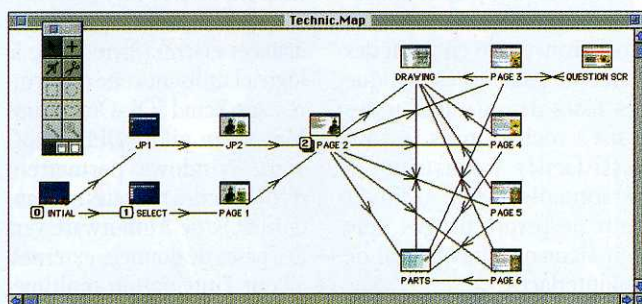 Technic.Map
DRAWING
PAGE 3
QUESTION SCR
JP1
JP2
2 PAGE 2
PAGE 4
0 INTIAL
1 SELECT
PAGE 1
PAGE 5
PARTS
PAGE 6